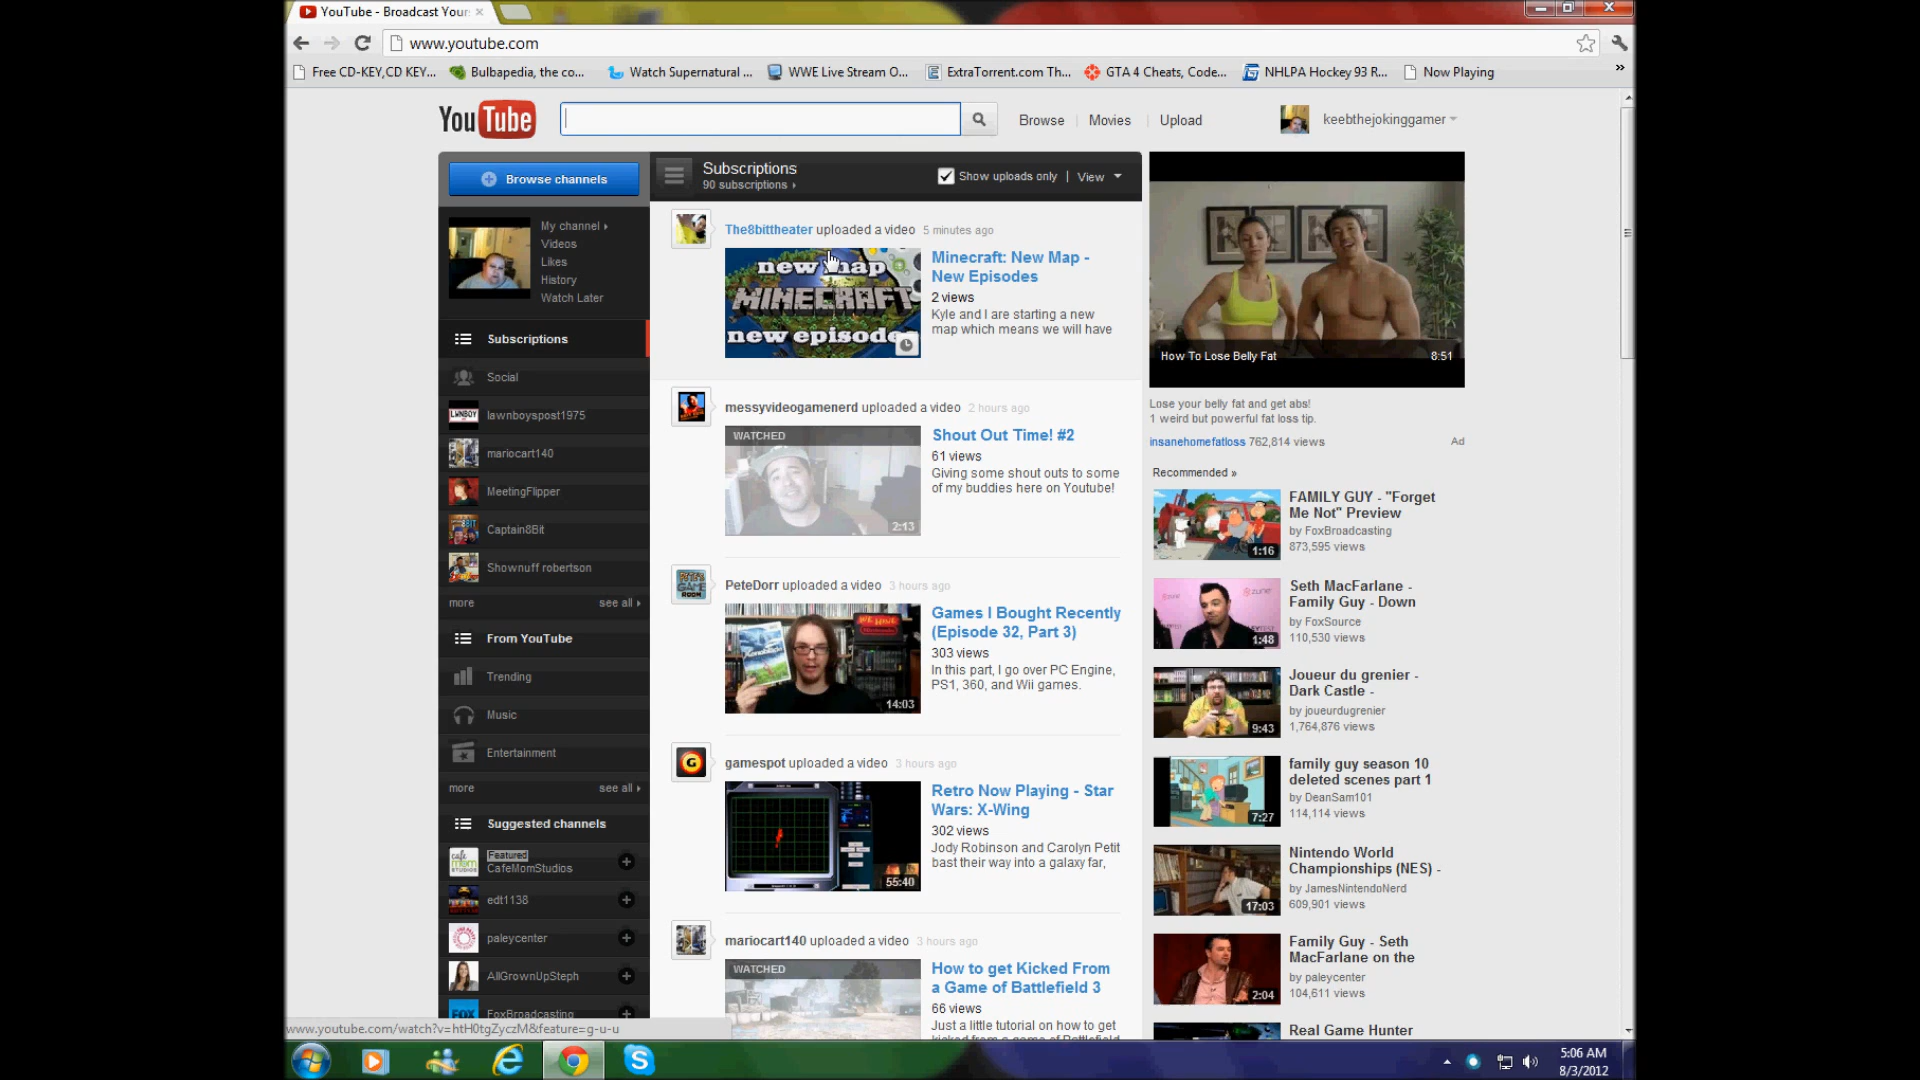 YouTube - Broadcast Your
www.youtube.com
Free CD-KEY,CD KEY...
Bulbapedia, the co...
Watch Supernatural ...
WWE Live Stream O...
ExtraTorrent.com Th...
GTA 4 Cheats, Code...
NHLPA Hockey 93 R...
Now Playing
»
YouTube
Browse
Movies
Upload
keebthejokinggamer
Browse channels
My channel
Videos
Likes
History
Watch Later
Subscriptions
Social
lawnboyspost1975
mariocart140
MeetingFlipper
Captain8Bit
Shownuff robertson
more see all
From YouTube
Trending
Music
Entertainment
more see all
Suggested channels
Featured
CafeMomStudios
edt1138
paleycenter
AllGrownUpSteph
FOX FoxBroadcasting
Subscriptions
90 subscriptions
Show uploads only | View
The8bittheater uploaded a video 5 minutes ago
new map
MINECRAFT
new episode
Minecraft: New Map -
New Episodes
2 views
Kyle and I are starting a new
map which means we will have
messyvideogamenerd uploaded a video 2 hours ago
WATCHED
2:13
Shout Out Time! #2
61 views
Giving some shout outs to some
of my buddies here on Youtube!
PeteDorr uploaded a video 3 hours ago
14:03
Games I Bought Recently
(Episode 32, Part 3)
303 views
In this part, I go over PC Engine,
PS1, 360, and Wii games.
gamespot uploaded a video 3 hours ago
55:40
Retro Now Playing - Star
Wars: X-Wing
302 views
Jody Robinson and Carolyn Petit
bast their way into a galaxy far,
mariocart140 uploaded a video 3 hours ago
WATCHED
How to get Kicked From
a Game of Battlefield 3
66 views
Just a little tutorial on how to get
kicked from a game of Battlefield
How To Lose Belly Fat 8:51
Lose your belly fat and get abs!
1 weird but powerful fat loss tip.
insanehomefatloss 762,814 views Ad
Recommended »
1:16
FAMILY GUY - "Forget
Me Not" Preview
by FoxBroadcasting
873,595 views
1:48
Seth MacFarlane -
Family Guy - Down
by FoxSource
110,530 views
9:43
Joueur du grenier -
Dark Castle -
by joueurdugrenier
1,764,876 views
7:27
family guy season 10
deleted scenes part 1
by DeanSam101
114,114 views
17:03
Nintendo World
Championships (NES) -
by JamesNintendoNerd
609,901 views
2:04
Family Guy - Seth
MacFarlane on the
by paleycenter
104,611 views
Real Game Hunter
www.youtube.com/watch?v=htH0tgZyczM&feature=g-u-u
5:06 AM
8/3/2012